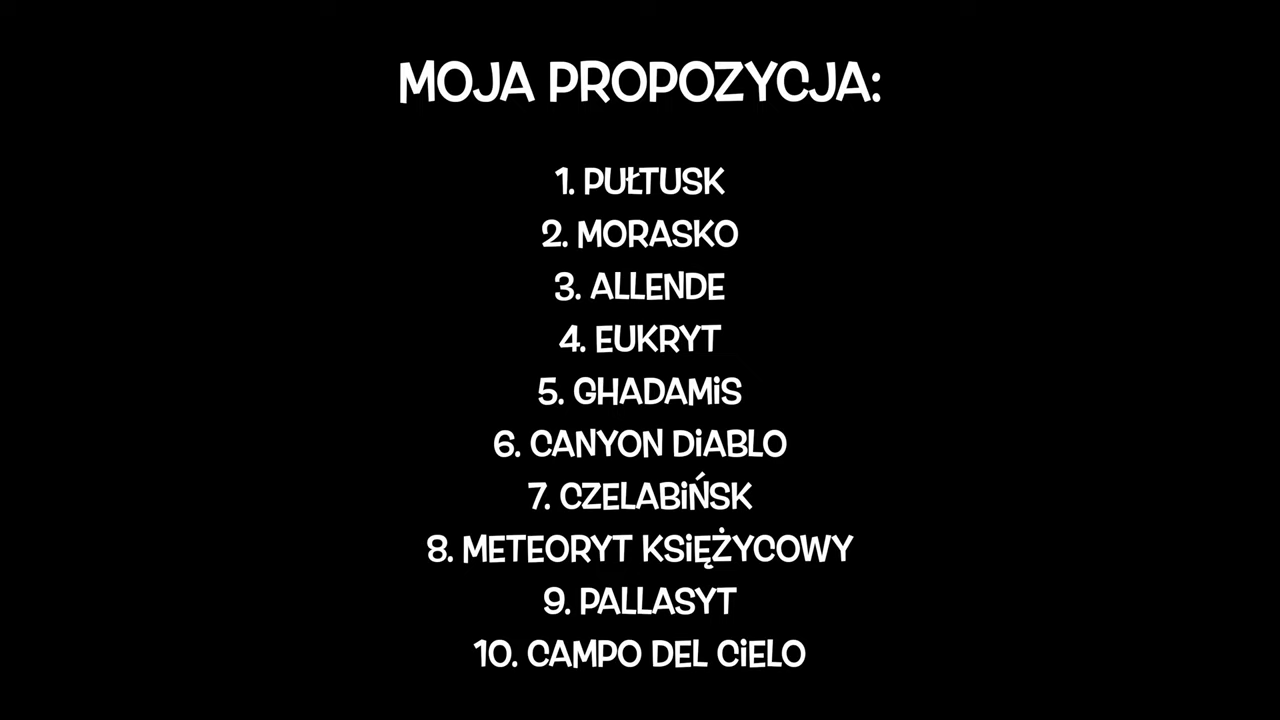 MOJA PROPOZYCJA:
1. PUŁTUSK
2. MORASKO
3. ALLENDE
4. EUKRYT
5. GHADAMiS
6. CANYON DiABLO
7. CZELABiŃSK
8. METEORYT KSiĘŻYCOWY
9. PALLASYT
10. CAMPO DEL CiELO